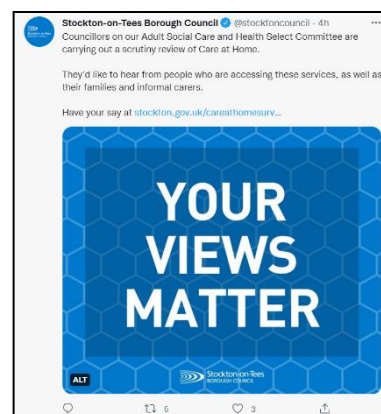 Stockton-on-Tees Borough Council @stocktoncouncil · 4h
Councillors on our Adult Social Care and Health Select Committee are
carrying out a scrutiny review of Care at Home.
They'd like to hear from people who are accessing these services, as well as
their families and informal carers.
Have your say at stockton.gov.uk/careathomesurv...
YOUR
VIEWS
MATTER
ALT
Stockton-on-Tees
BOROUGH COUNCIL
5
3